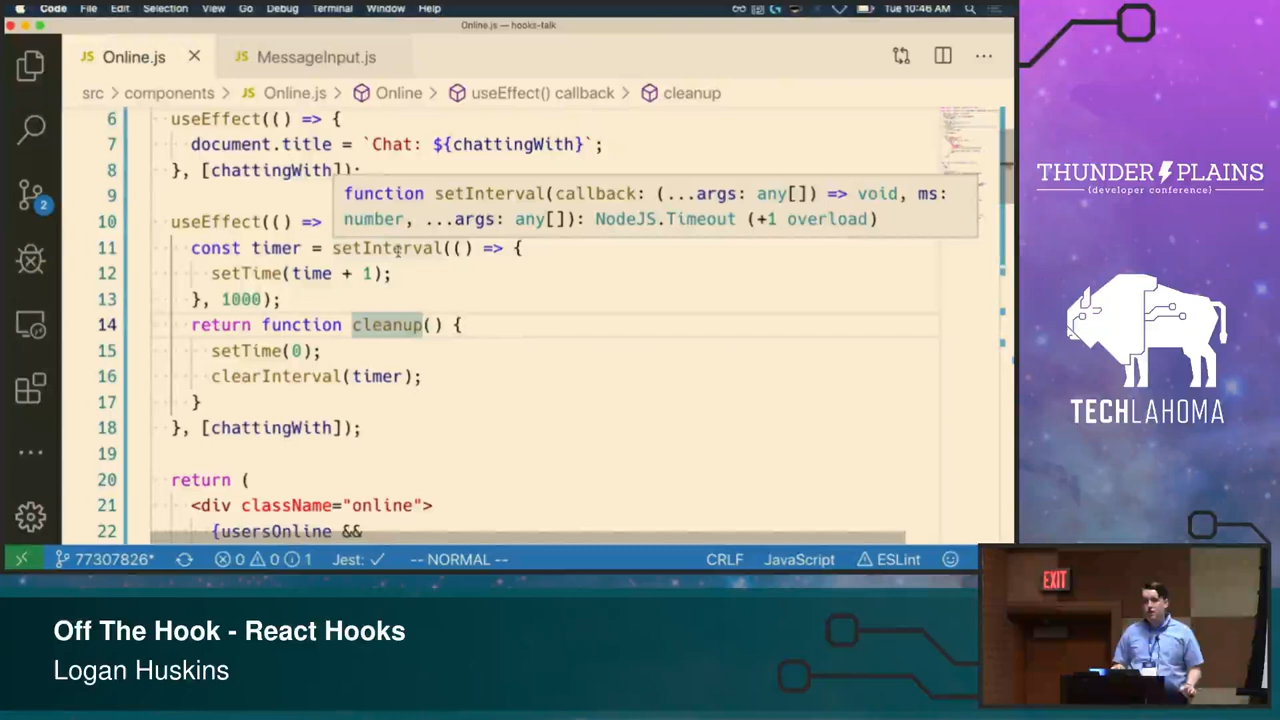 Code File Edit Selection View Go Debug Terminal Window Help
Tue 10:46 AM
Online.js — hooks-talk
JS Online.js
JS MessageInput.js
src > components > JS Online.js > Online > useEffect() callback > cleanup
6 useEffect(() => {
7 document.title = `Chat: ${chattingWith}`;
8 }, [chattingWith]);
function setInterval(callback: (...args: any[]) => void, ms:
9
number, ...args: any[]): NodeJS.Timeout (+1 overload)
10 useEffect(() =>
11 const timer = setInterval(() => {
12 setTime(time + 1);
13 }, 1000);
14 return function cleanup() {
15 setTime(0);
16 clearInterval(timer);
17 }
18 }, [chattingWith]);
19
20 return (
21 <div className="online">
22 {usersOnline &&
2
77307826* 0 0 1 Jest: ✓ -- NORMAL -- CRLF JavaScript ESLint
THUNDER PLAINS
{developer conference}
TECHLAHOMA
EXIT
Off The Hook - React Hooks
Logan Huskins